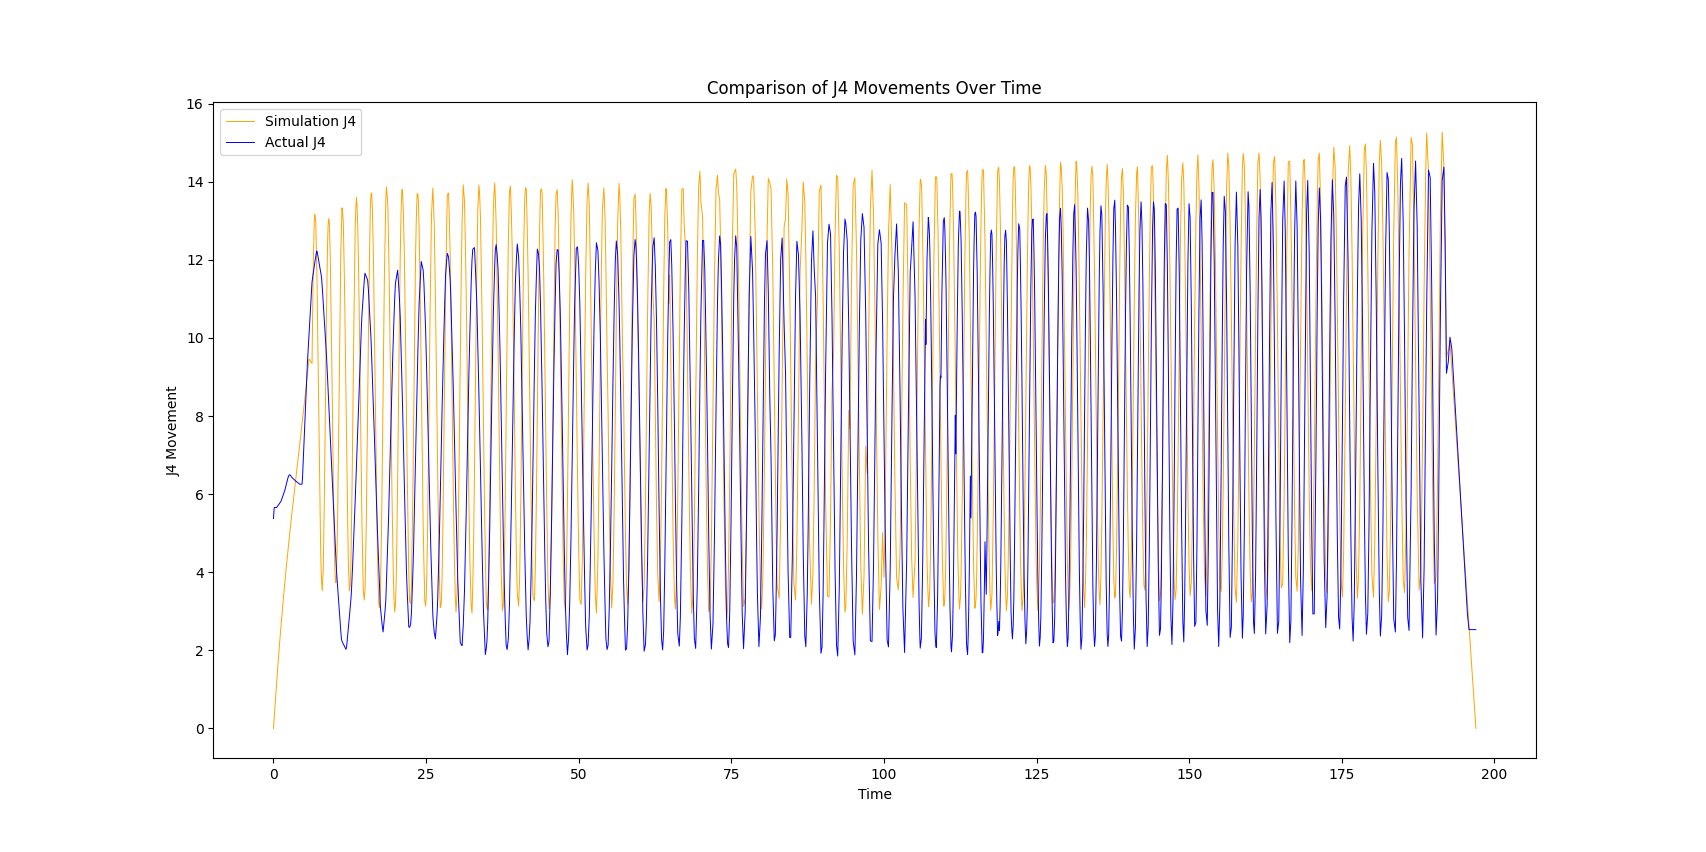 Comparison of J4 Movements Over Time
Simulation J4
Actual J4
J4 Movement
16
14
12
10
8
6
4
2
0
0 25 50 75 100 125 150 175 200
Time